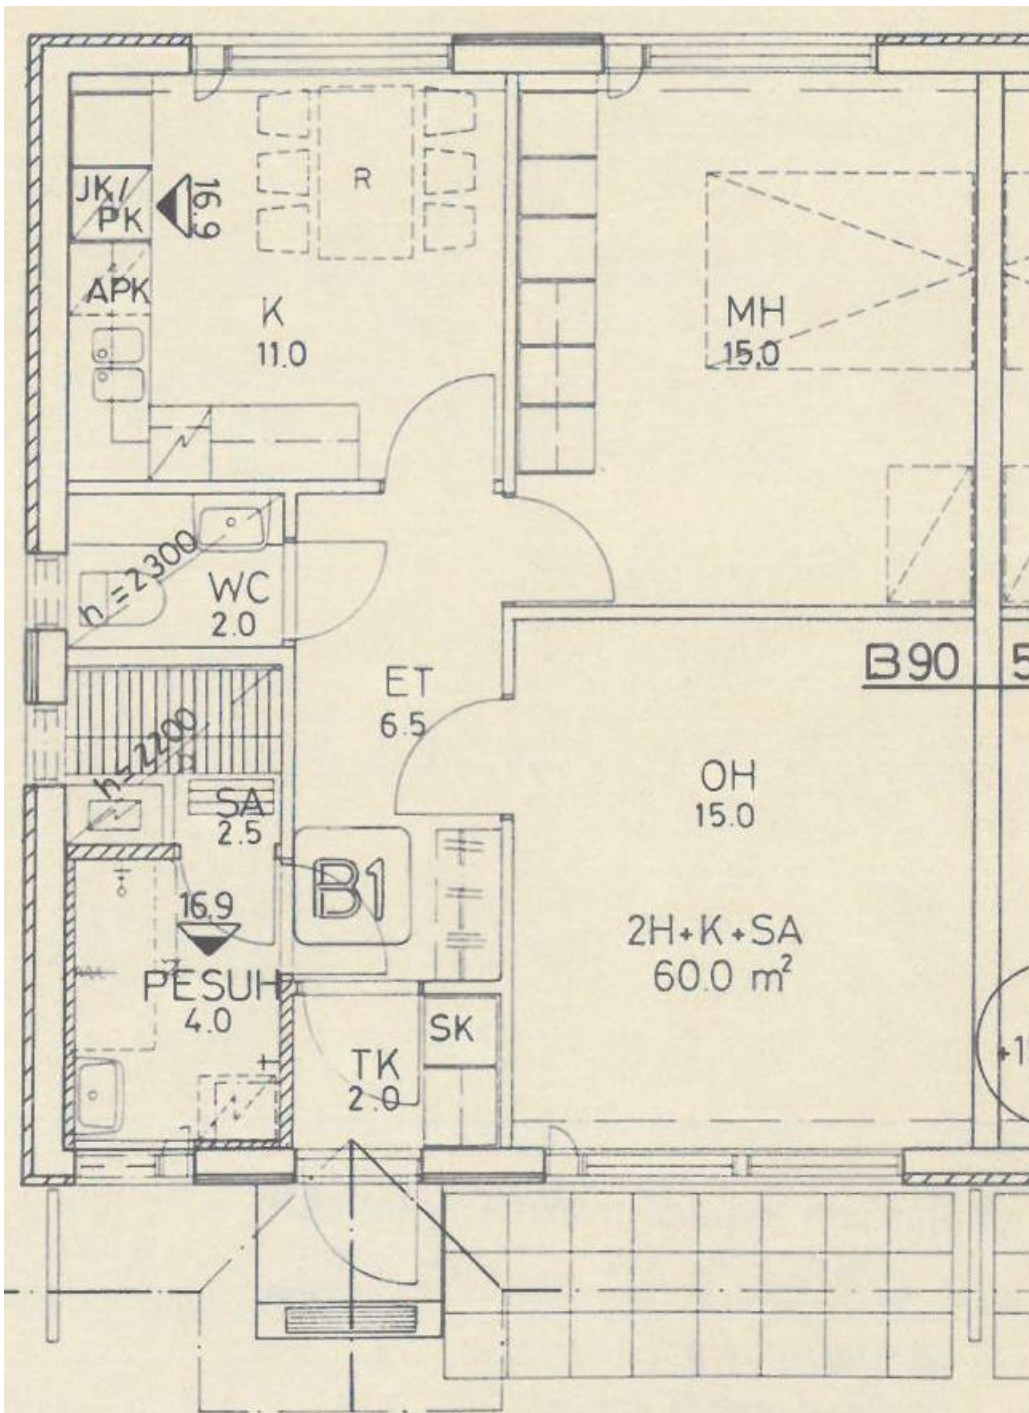 JK/
PK
16.9
R
APK
K
11.0
MH
15.0
h=2300
WC
2.0
ET
6.5
B90
5
h=2200
SA
2.5
OH
15.0
B1
16.9
2H+K+SA
60.0 m²
PESUH
4.0
SK
TK
2.0